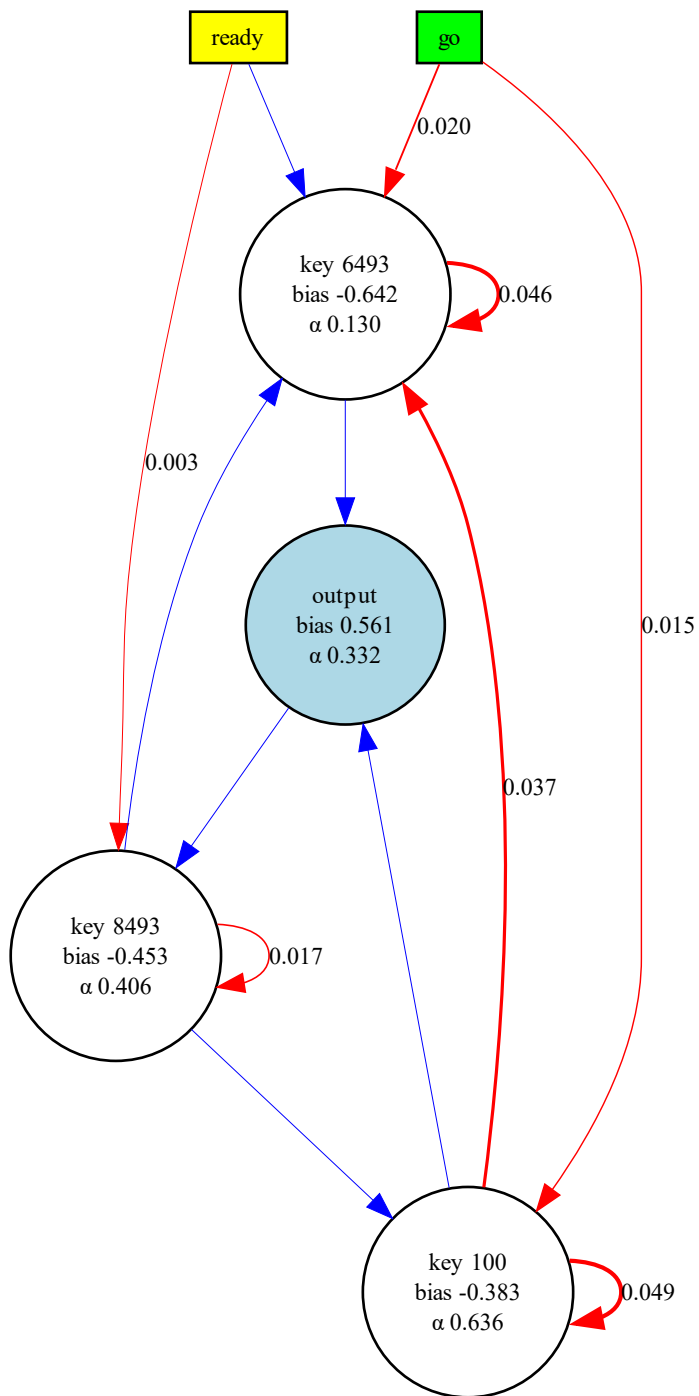 ready
go
0.020
key 6493
bias -0.642
α 0.130
0.046
0.003
output
bias 0.561
α 0.332
0.015
0.037
key 8493
bias -0.453
α 0.406
0.017
key 100
bias -0.383
α 0.636
0.049